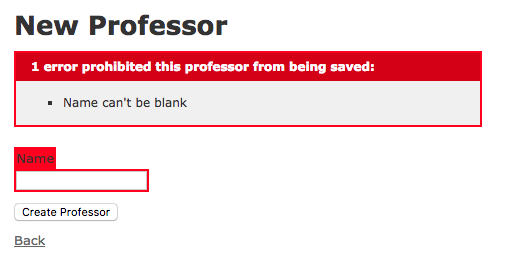 New Professor
1 error prohibited this professor from being saved:
Name can't be blank
Name
Create Professor
Back